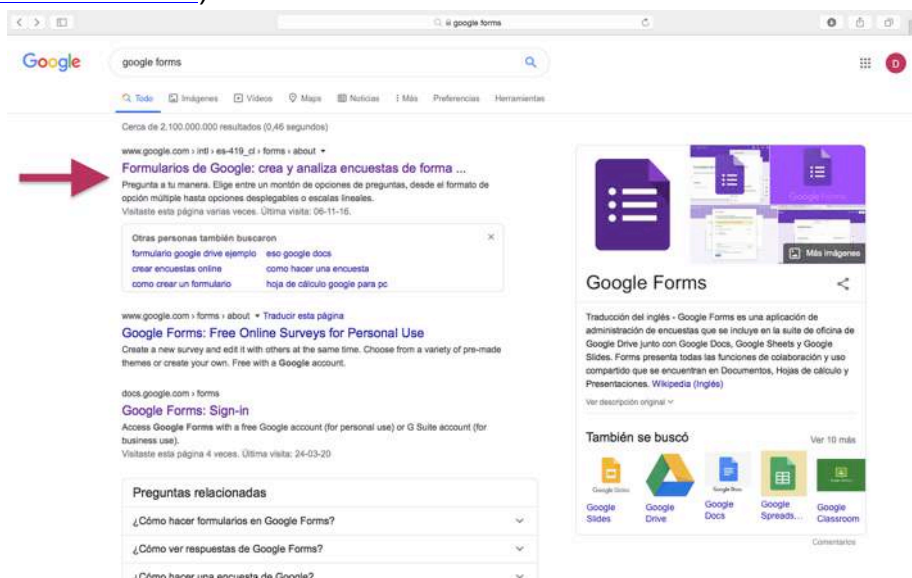 google forms
Google
google forms
D
Todo Imágenes Vídeos Maps Noticias Más Preferencias Herramientas
Cerca de 2.100.000.000 resultados (0,46 segundos)
www.google.com › intl › es-419_cl › forms › about
Formularios de Google: crea y analiza encuestas de forma ...
Pregunta a tu manera. Elige entre un montón de opciones de preguntas, desde el formato de
opción múltiple hasta opciones desplegables o escalas lineales.
Visitaste esta página varias veces. Última visita: 06-11-16.
Otras personas también buscaron
formulario google drive ejemplo eso google docs
crear encuestas online como hacer una encuesta
como crear un formulario hoja de cálculo google para pc
www.google.com › forms › about Traducir esta página
Google Forms: Free Online Surveys for Personal Use
Create a new survey and edit it with others at the same time. Choose from a variety of pre-made
themes or create your own. Free with a Google account.
docs.google.com › forms
Google Forms: Sign-in
Access Google Forms with a free Google account (for personal use) or G Suite account (for
business use).
Visitaste esta página 4 veces. Última visita: 24-03-20
Preguntas relacionadas
¿Cómo hacer formularios en Google Forms?
¿Cómo ver respuestas de Google Forms?
¿Cómo hacer una encuesta de Google?
Google Forms
Más imágenes
Google Forms
Traducción del inglés - Google Forms es una aplicación de
administración de encuestas que se incluye en la suite de oficina de
Google Drive junto con Google Docs, Google Sheets y Google
Slides. Forms presenta todas las funciones de colaboración y uso
compartido que se encuentran en Documentos, Hojas de cálculo y
Presentaciones. Wikipedia (Inglés)
Ver descripción original
También se buscó
Ver 10 más
Google Slides
Google Drive
Google Docs
Google Spreads...
Google Classroom
Comentarios